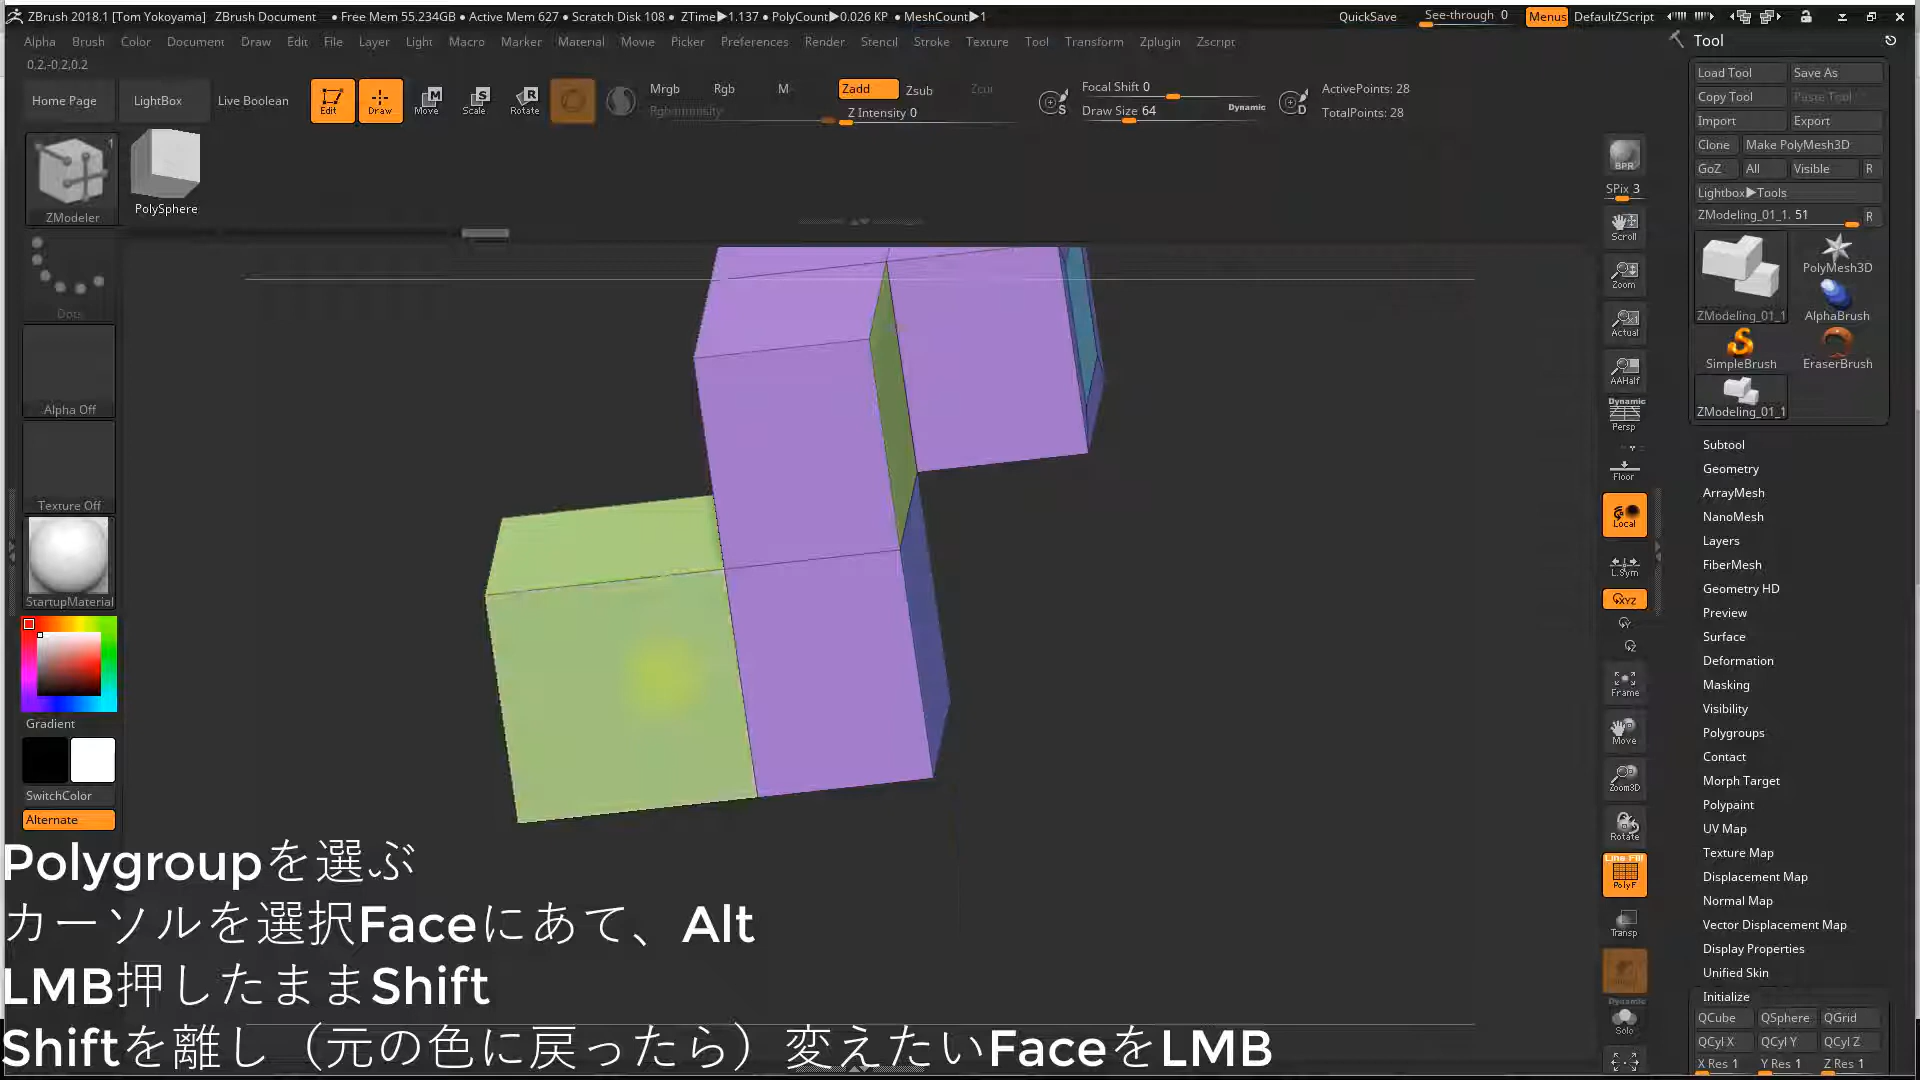 ZBrush 2018.1 [Tom Yokoyama] ZBrush Document ● Free Mem 55.234GB ● Active Mem 627 ● Scratch Disk 108 ● ZTime▶1.137 ● PolyCount▶0.026 KP ● MeshCount▶1 QuickSave See-through 0 Menus DefaultZScript
Alpha Brush Color Document Draw Edit File Layer Light Macro Marker Material Movie Picker Preferences Render Stencil Stroke Texture Tool Transform Zplugin Zscript
0.2,-0.2,0.2
Home Page LightBox Live Boolean Edit Draw Move Scale Rotate
Mrgb Rgb M Zadd Zsub Zcut
Rgb Intensity Z Intensity 0
S Focal Shift 0
Draw Size 64 Dynamic D
ActivePoints: 28
TotalPoints: 28
ZModeler 1
PolySphere
Dots
Alpha Off
Texture Off
StartupMaterial
Gradient
SwitchColor
Alternate
BPR
SPix 3
Scroll
Zoom
Actual
AAHalf
Dynamic
Persp
Floor
Local
L.Sym
XYZ
Y
Z
Frame
Move
Zoom3D
Rotate
Line Fill
PolyF
Transp
Dynamic
Solo
Tool
Load Tool Save As
Copy Tool Paste Tool
Import Export
Clone Make PolyMesh3D
GoZ All Visible R
Lightbox▶Tools
ZModeling_01_1. 51 R
ZModeling_01_1 PolyMesh3D
AlphaBrush
SimpleBrush EraserBrush
ZModeling_01_1
Subtool
Geometry
ArrayMesh
NanoMesh
Layers
FiberMesh
Geometry HD
Preview
Surface
Deformation
Masking
Visibility
Polygroups
Contact
Morph Target
Polypaint
UV Map
Texture Map
Displacement Map
Normal Map
Vector Displacement Map
Display Properties
Unified Skin
Initialize
QCube QSphere QGrid
QCyl X QCyl Y QCyl Z
X Res 1 Y Res 1 Z Res 1
Polygroupを選ぶ
カーソルを選択Faceにあて、Alt
LMB押したままShift
Shiftを離し（元の色に戻ったら）変えたいFaceをLMB